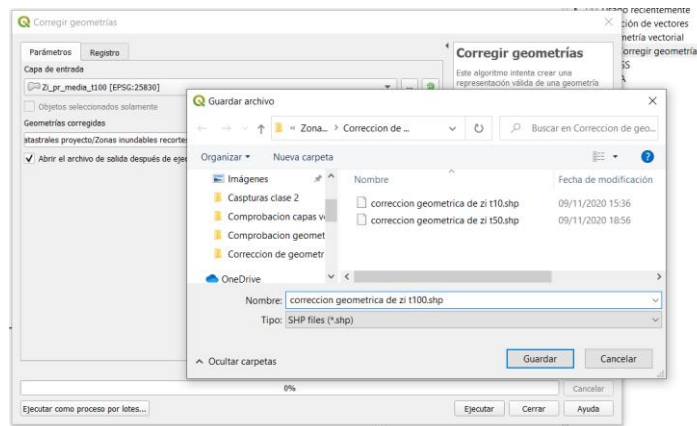 Corregir geometrías
Parámetros
Registro
Capa de entrada
Zi_pr_media_t100 [EPSG:25830]
Objetos seleccionados solamente
Geometrías corregidas
atastrales proyecto/Zonas inundables recortes
Abrir el archivo de salida después de ejec
Corregir geometrías
Este algoritmo intenta crear una
representación válida de una geometría
recientemente
ción de vectores
metría vectorial
orregir geometría
SS
Guardar archivo
« Zona... > Correccion de ...
Buscar en Correccion de geo...
Organizar
Nueva carpeta
Imágenes
Caspturas clase 2
Comprobacion capas v
Comprobacion geomet
Correccion de geometr
OneDrive
Nombre
Fecha de modificación
correccion geometrica de zi t10.shp
09/11/2020 15:36
correccion geometrica de zi t50.shp
09/11/2020 18:56
Nombre: correccion geometrica de zi t100.shp
Tipo: SHP files (*.shp)
Ocultar carpetas
Guardar
Cancelar
0%
Cancelar
Ejecutar como proceso por lotes...
Ejecutar
Cerrar
Ayuda